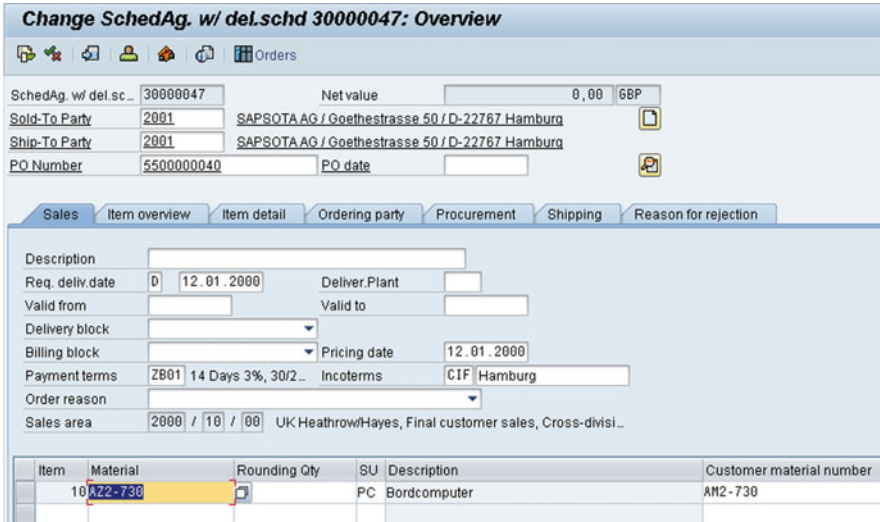 Change SchedAg. w/ del.schd 30000047: Overview
Orders
SchedAg. w/ del.sc... 30000047 Net value 0,00 GBP
Sold-To Party 2001 SAPSOTA AG / Goethestrasse 50 / D-22767 Hamburg
Ship-To Party 2001 SAPSOTA AG / Goethestrasse 50 / D-22767 Hamburg
PO Number 5500000040 PO date
Sales Item overview Item detail Ordering party Procurement Shipping Reason for rejection
Description
Req. deliv.date D 12.01.2000 Deliver.Plant
Valid from Valid to
Delivery block
Billing block Pricing date 12.01.2000
Payment terms ZB01 14 Days 3%, 30/2... Incoterms CIF Hamburg
Order reason
Sales area 2000 / 10 / 00 UK Heathrow/Hayes, Final customer sales, Cross-divisi...
Item Material Rounding Qty SU Description Customer material number
10 AZ2-730 PC Bordcomputer AM2-730